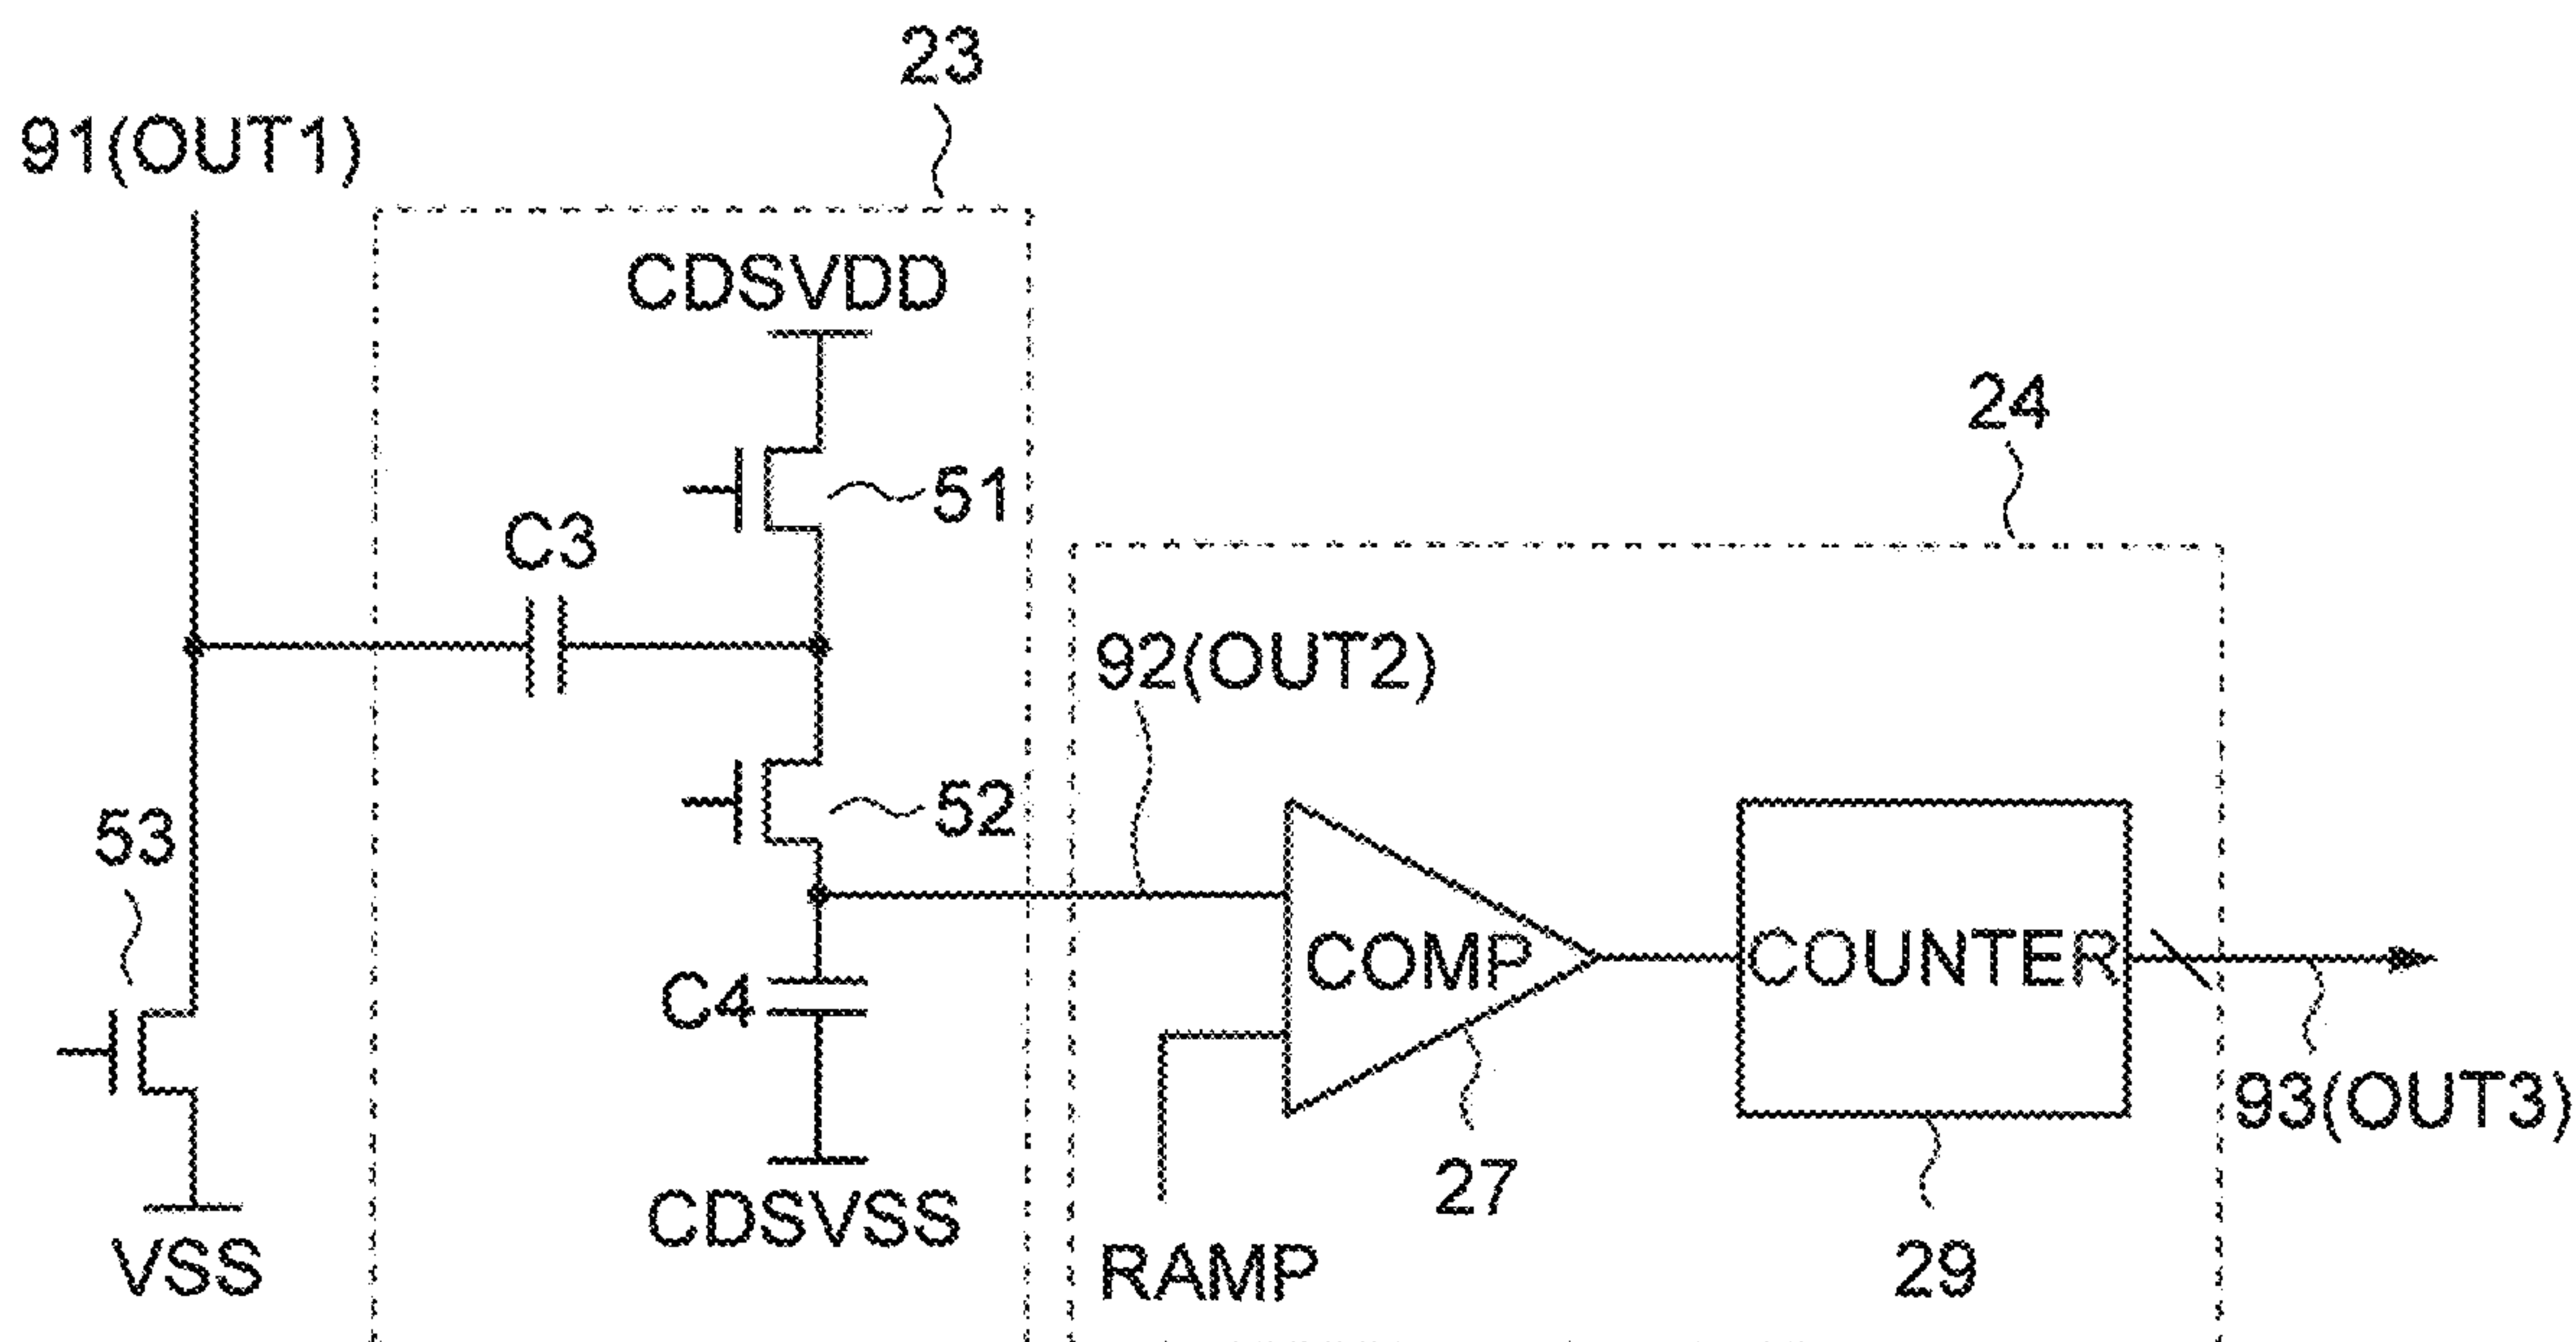 23
91(OUT1)
CDSVDD
24
51
C3
92(OUT2)
53
52
COMP
COUNTER
C4
93(OUT3)
27
CDSVSS
VSS
RAMP
29